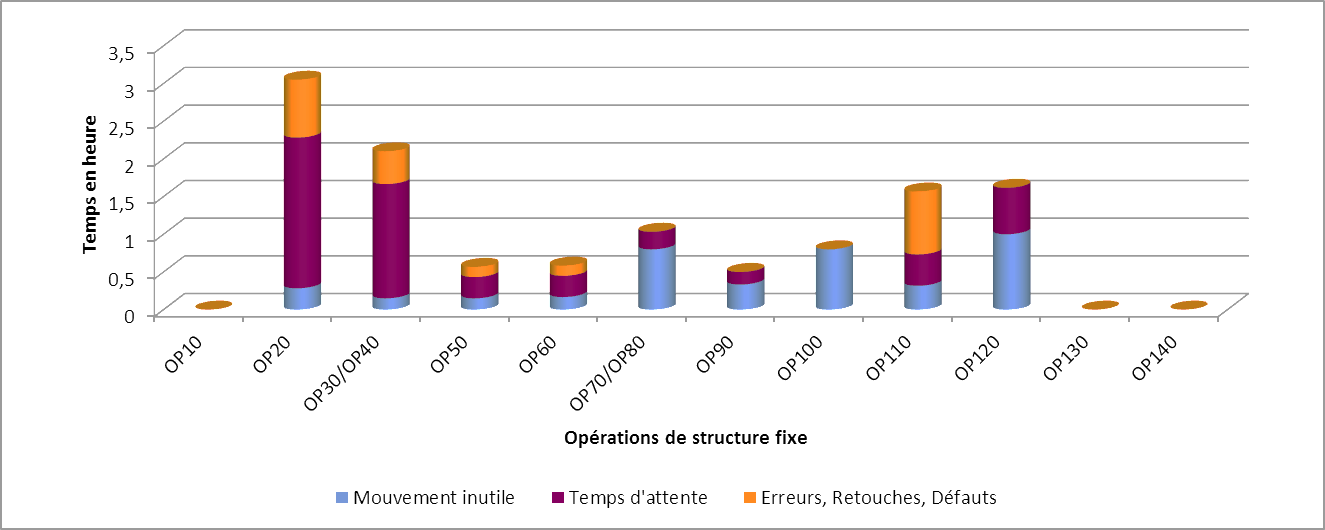 3,5
3
2,5
2
1,5
1
0,5
0
Temps en heure
OP10
OP20
OP30/OP40
OP50
OP60
OP70/OP80
OP90
OP100
OP110
OP120
OP130
OP140
Opérations de structure fixe
Mouvement inutile
Temps d'attente
Erreurs, Retouches, Défauts